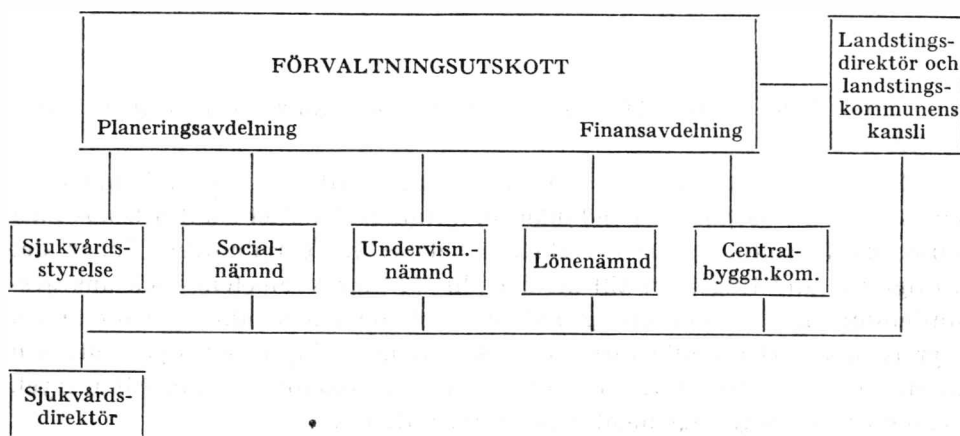 FÖRVALTNINGSUTSKOTT
Planeringsavdelning
Finansavdelning
Landstings-
direktör och
landstings-
kommunens
kansli
Sjukvårds-
styrelse
Social-
nämnd
Undervisn.-
nämnd
Lönenämnd
Central-
byggn.kom.
Sjukvårds-
direktör